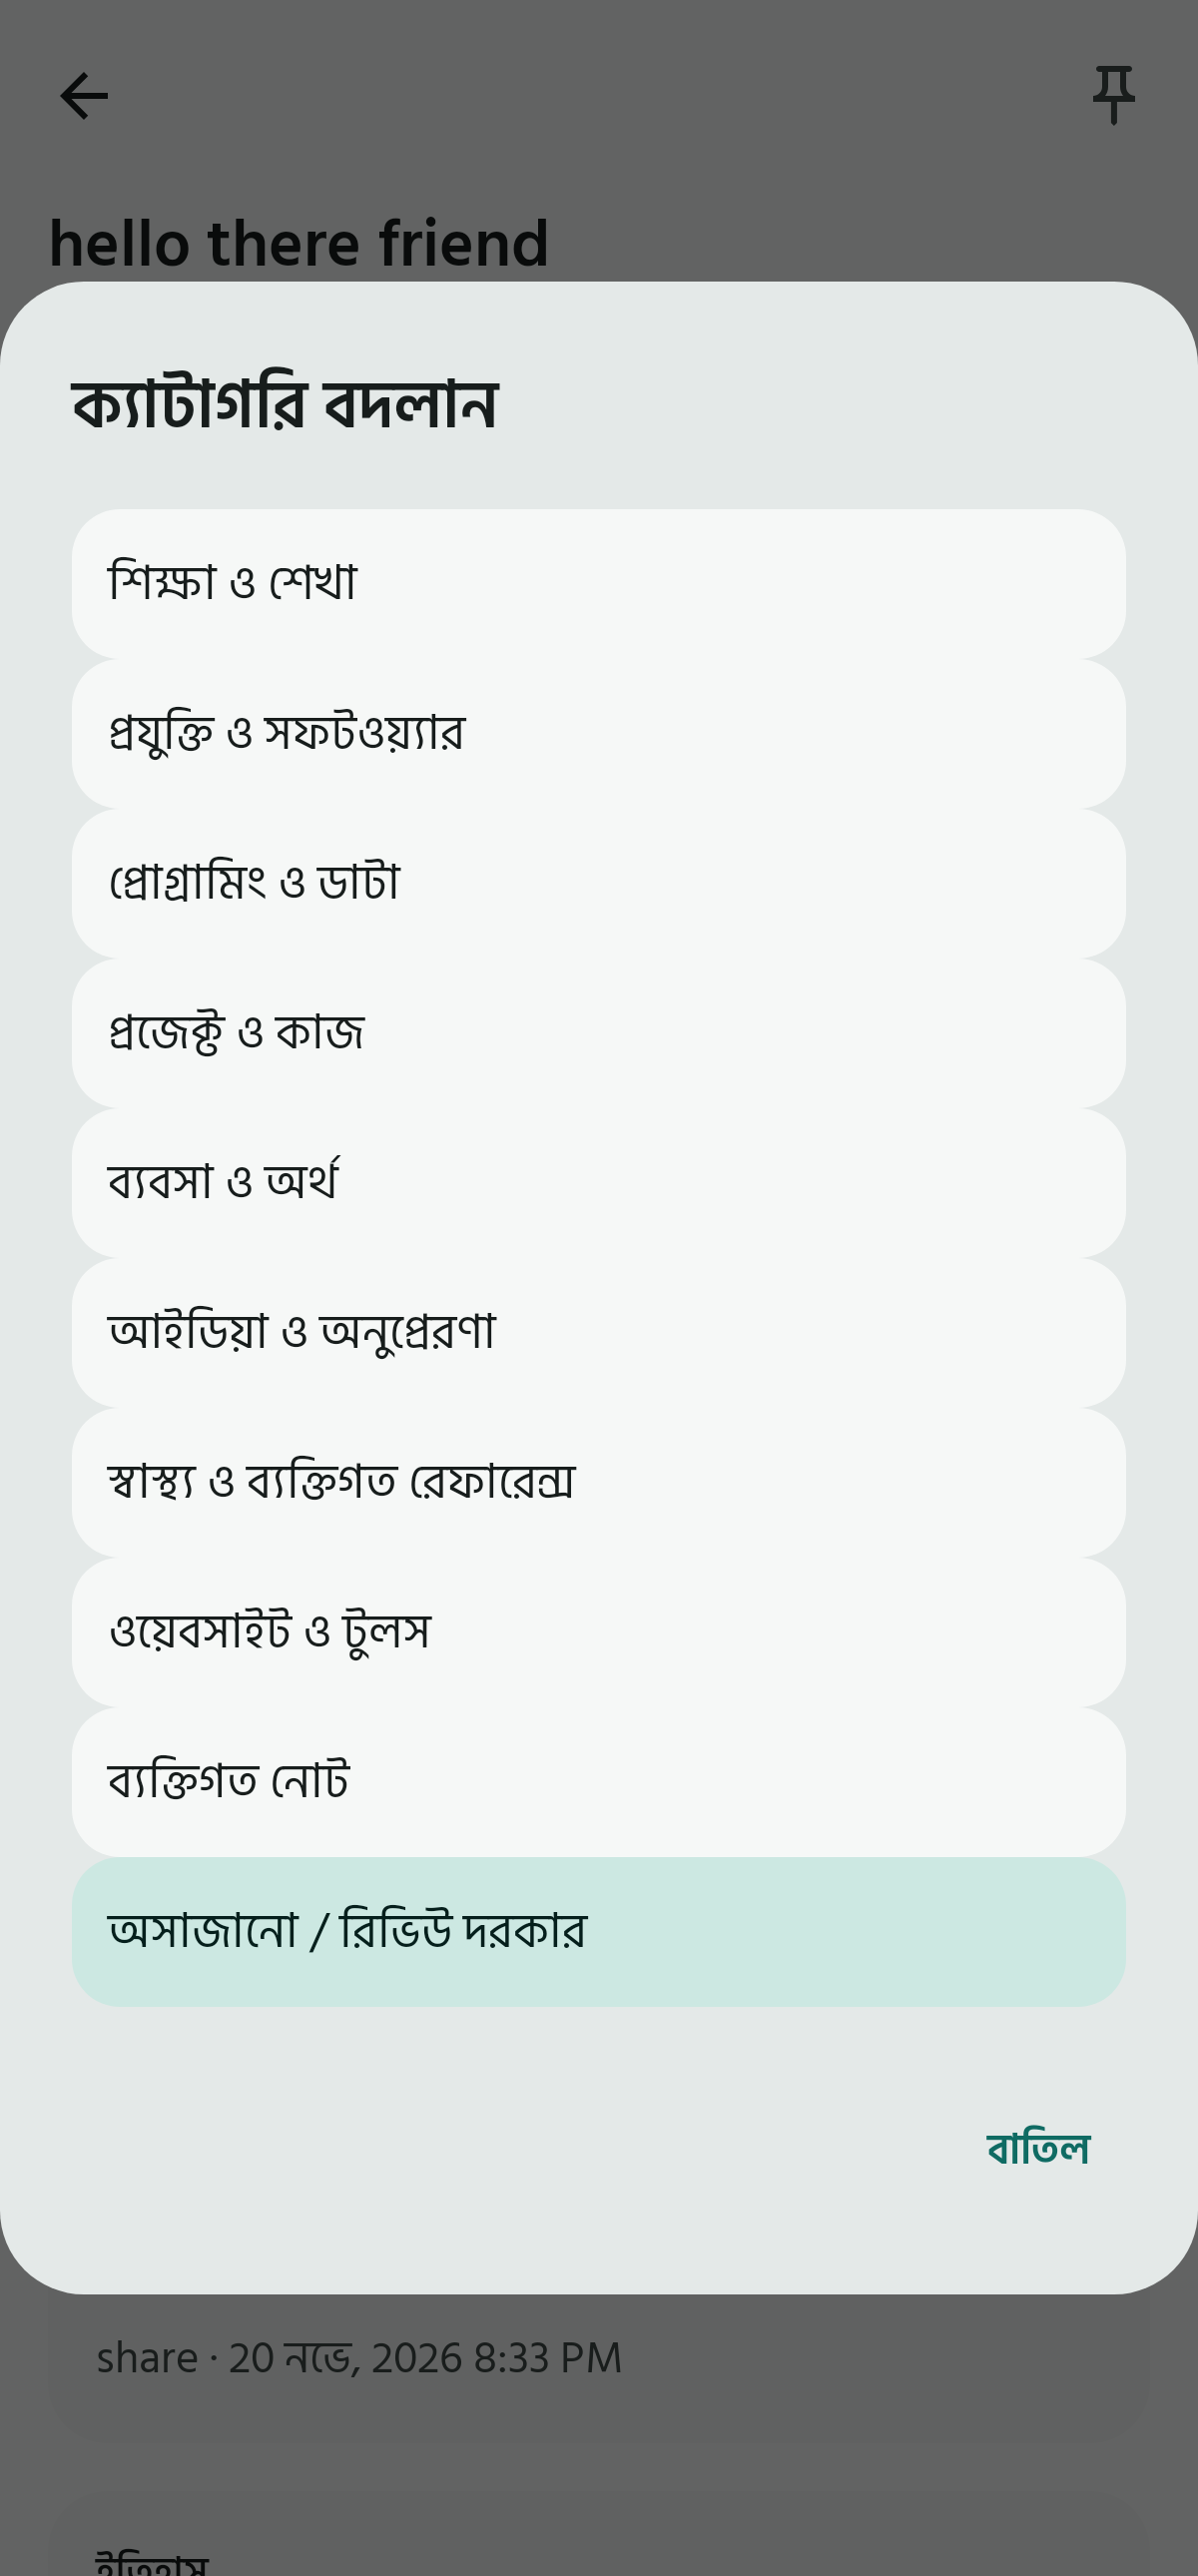 hello there friend
ক্যাটাগরি বদলান
শিক্ষা ও শেখা
প্রযুক্তি ও সফটওয়্যার
প্রোগ্রামিং ও ডাটা
প্রজেক্ট ও কাজ
ব্যবসা ও অর্থ
আইডিয়া ও অনুপ্রেরণা
স্বাস্থ্য ও ব্যক্তিগত রেফারেন্স
ওয়েবসাইট ও টুলস
ব্যক্তিগত নোট
অসাজানো / রিভিউ দরকার
বাতিল
share · 20 নভে, 2026 8:33 PM
ইতিহাস